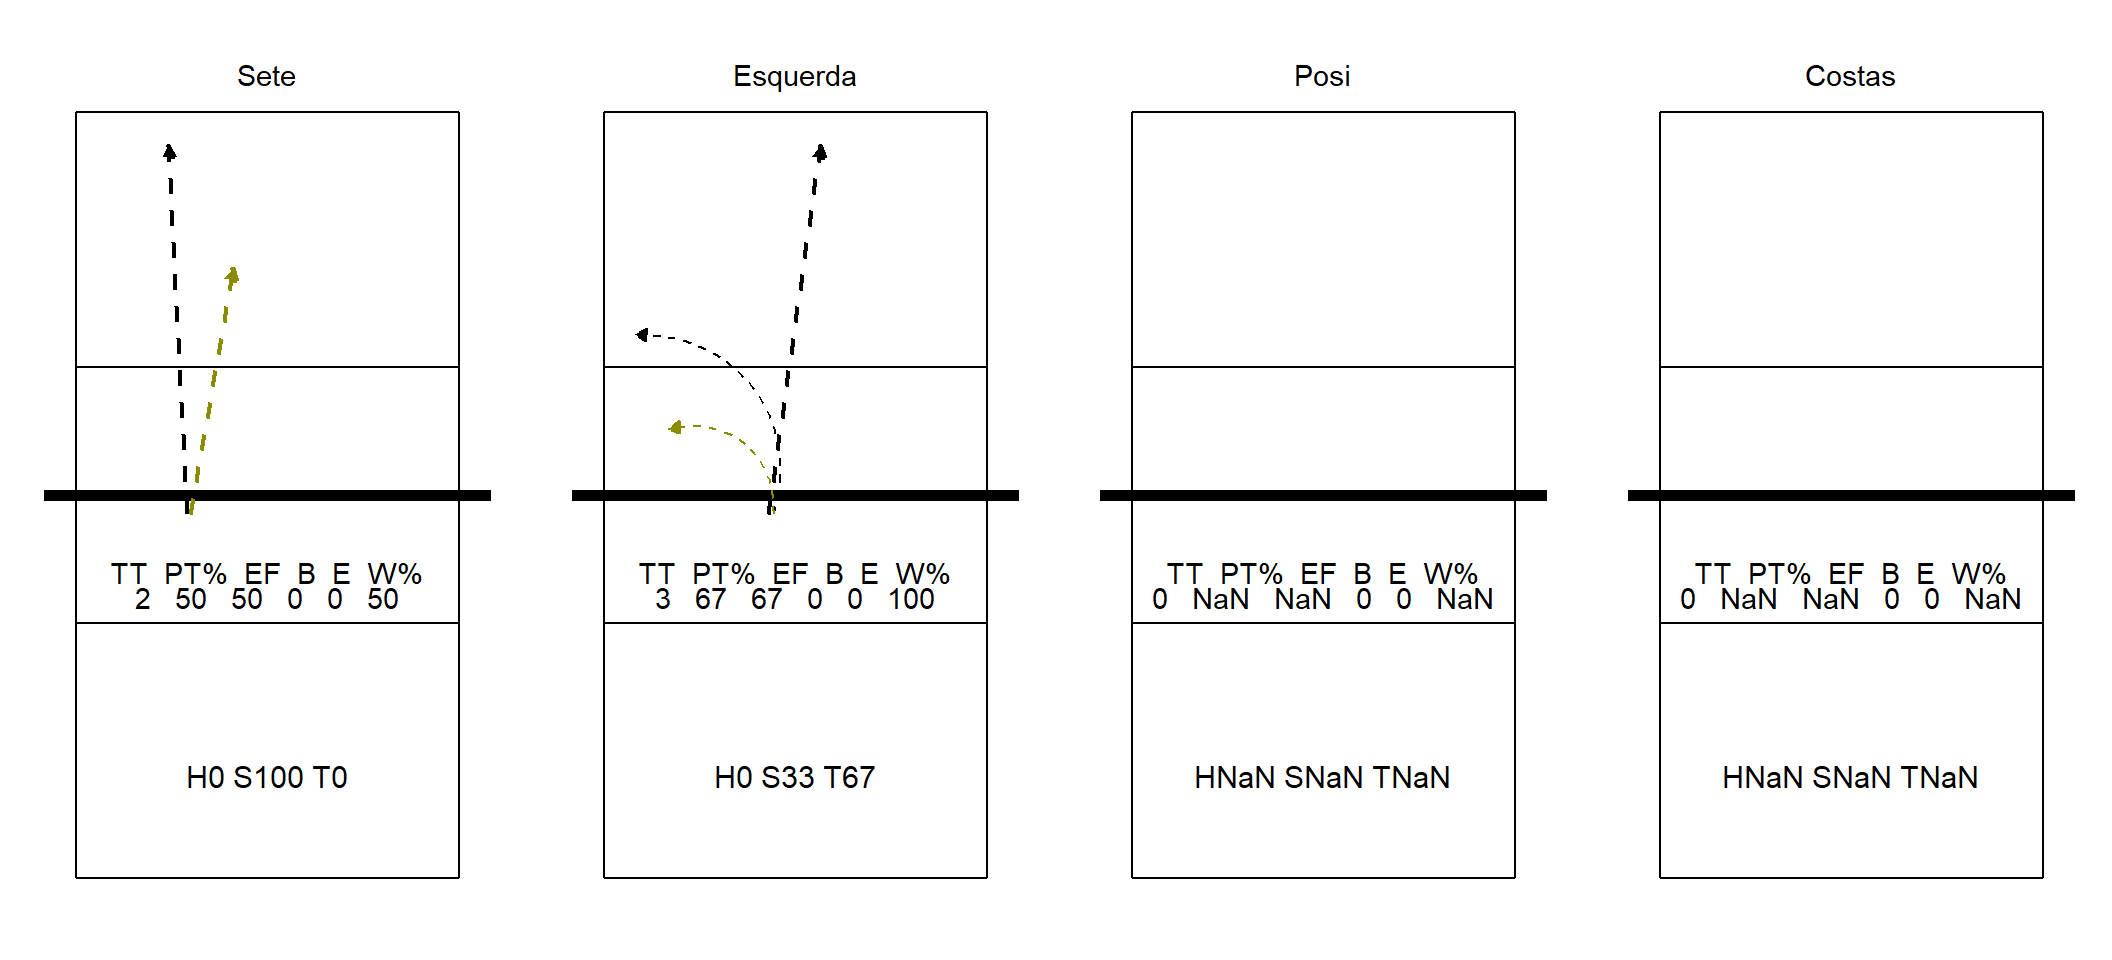 Sete
TT PT% EF B E W%
2 50 50 0 0 50
H0 S100 T0
Esquerda
TT PT% EF B E W%
3 67 67 0 0 100
H0 S33 T67
Posi
TT PT% EF B E W%
0 NaN NaN 0 0 NaN
HNaN SNaN TNaN
Costas
TT PT% EF B E W%
0 NaN NaN 0 0 NaN
HNaN SNaN TNaN